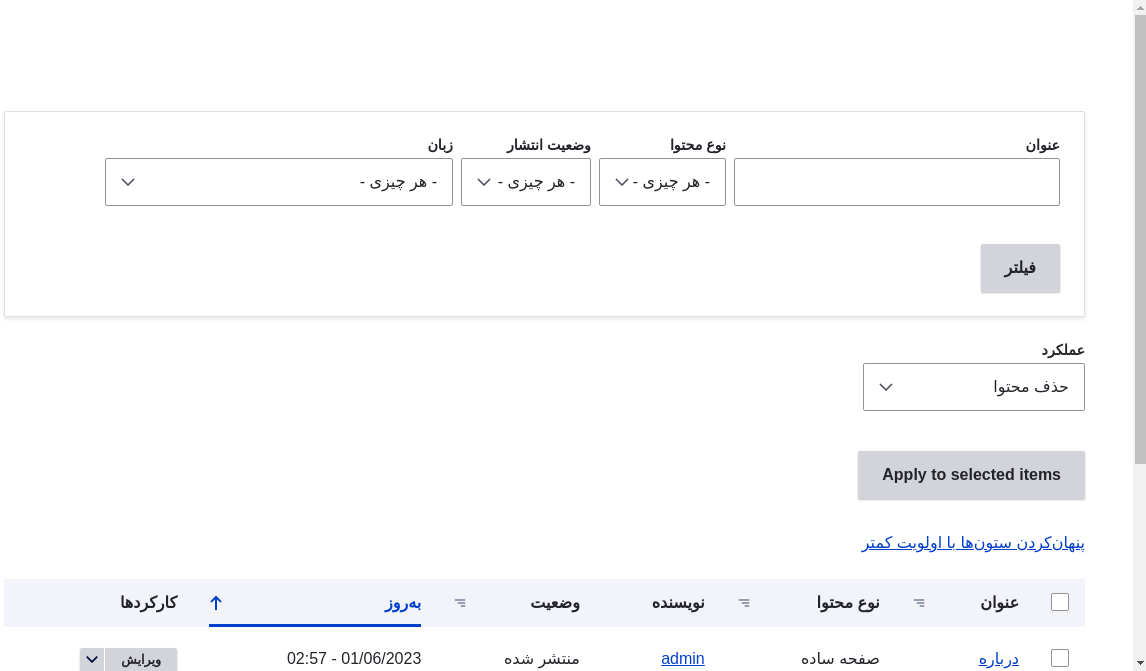 عنوان نوع محتوا وضعیت انتشار زبان
- هر چیزی - - هر چیزی - - هر چیزی -
فیلتر
عملکرد
حذف محتوا
Apply to selected items
پنهان‌کردن ستون‌ها با اولویت کمتر
عنوان نوع محتوا نویسنده وضعیت به‌روز کارکردها
درباره صفحه ساده admin منتشر شده 01/06/2023 - 02:57 ویرایش